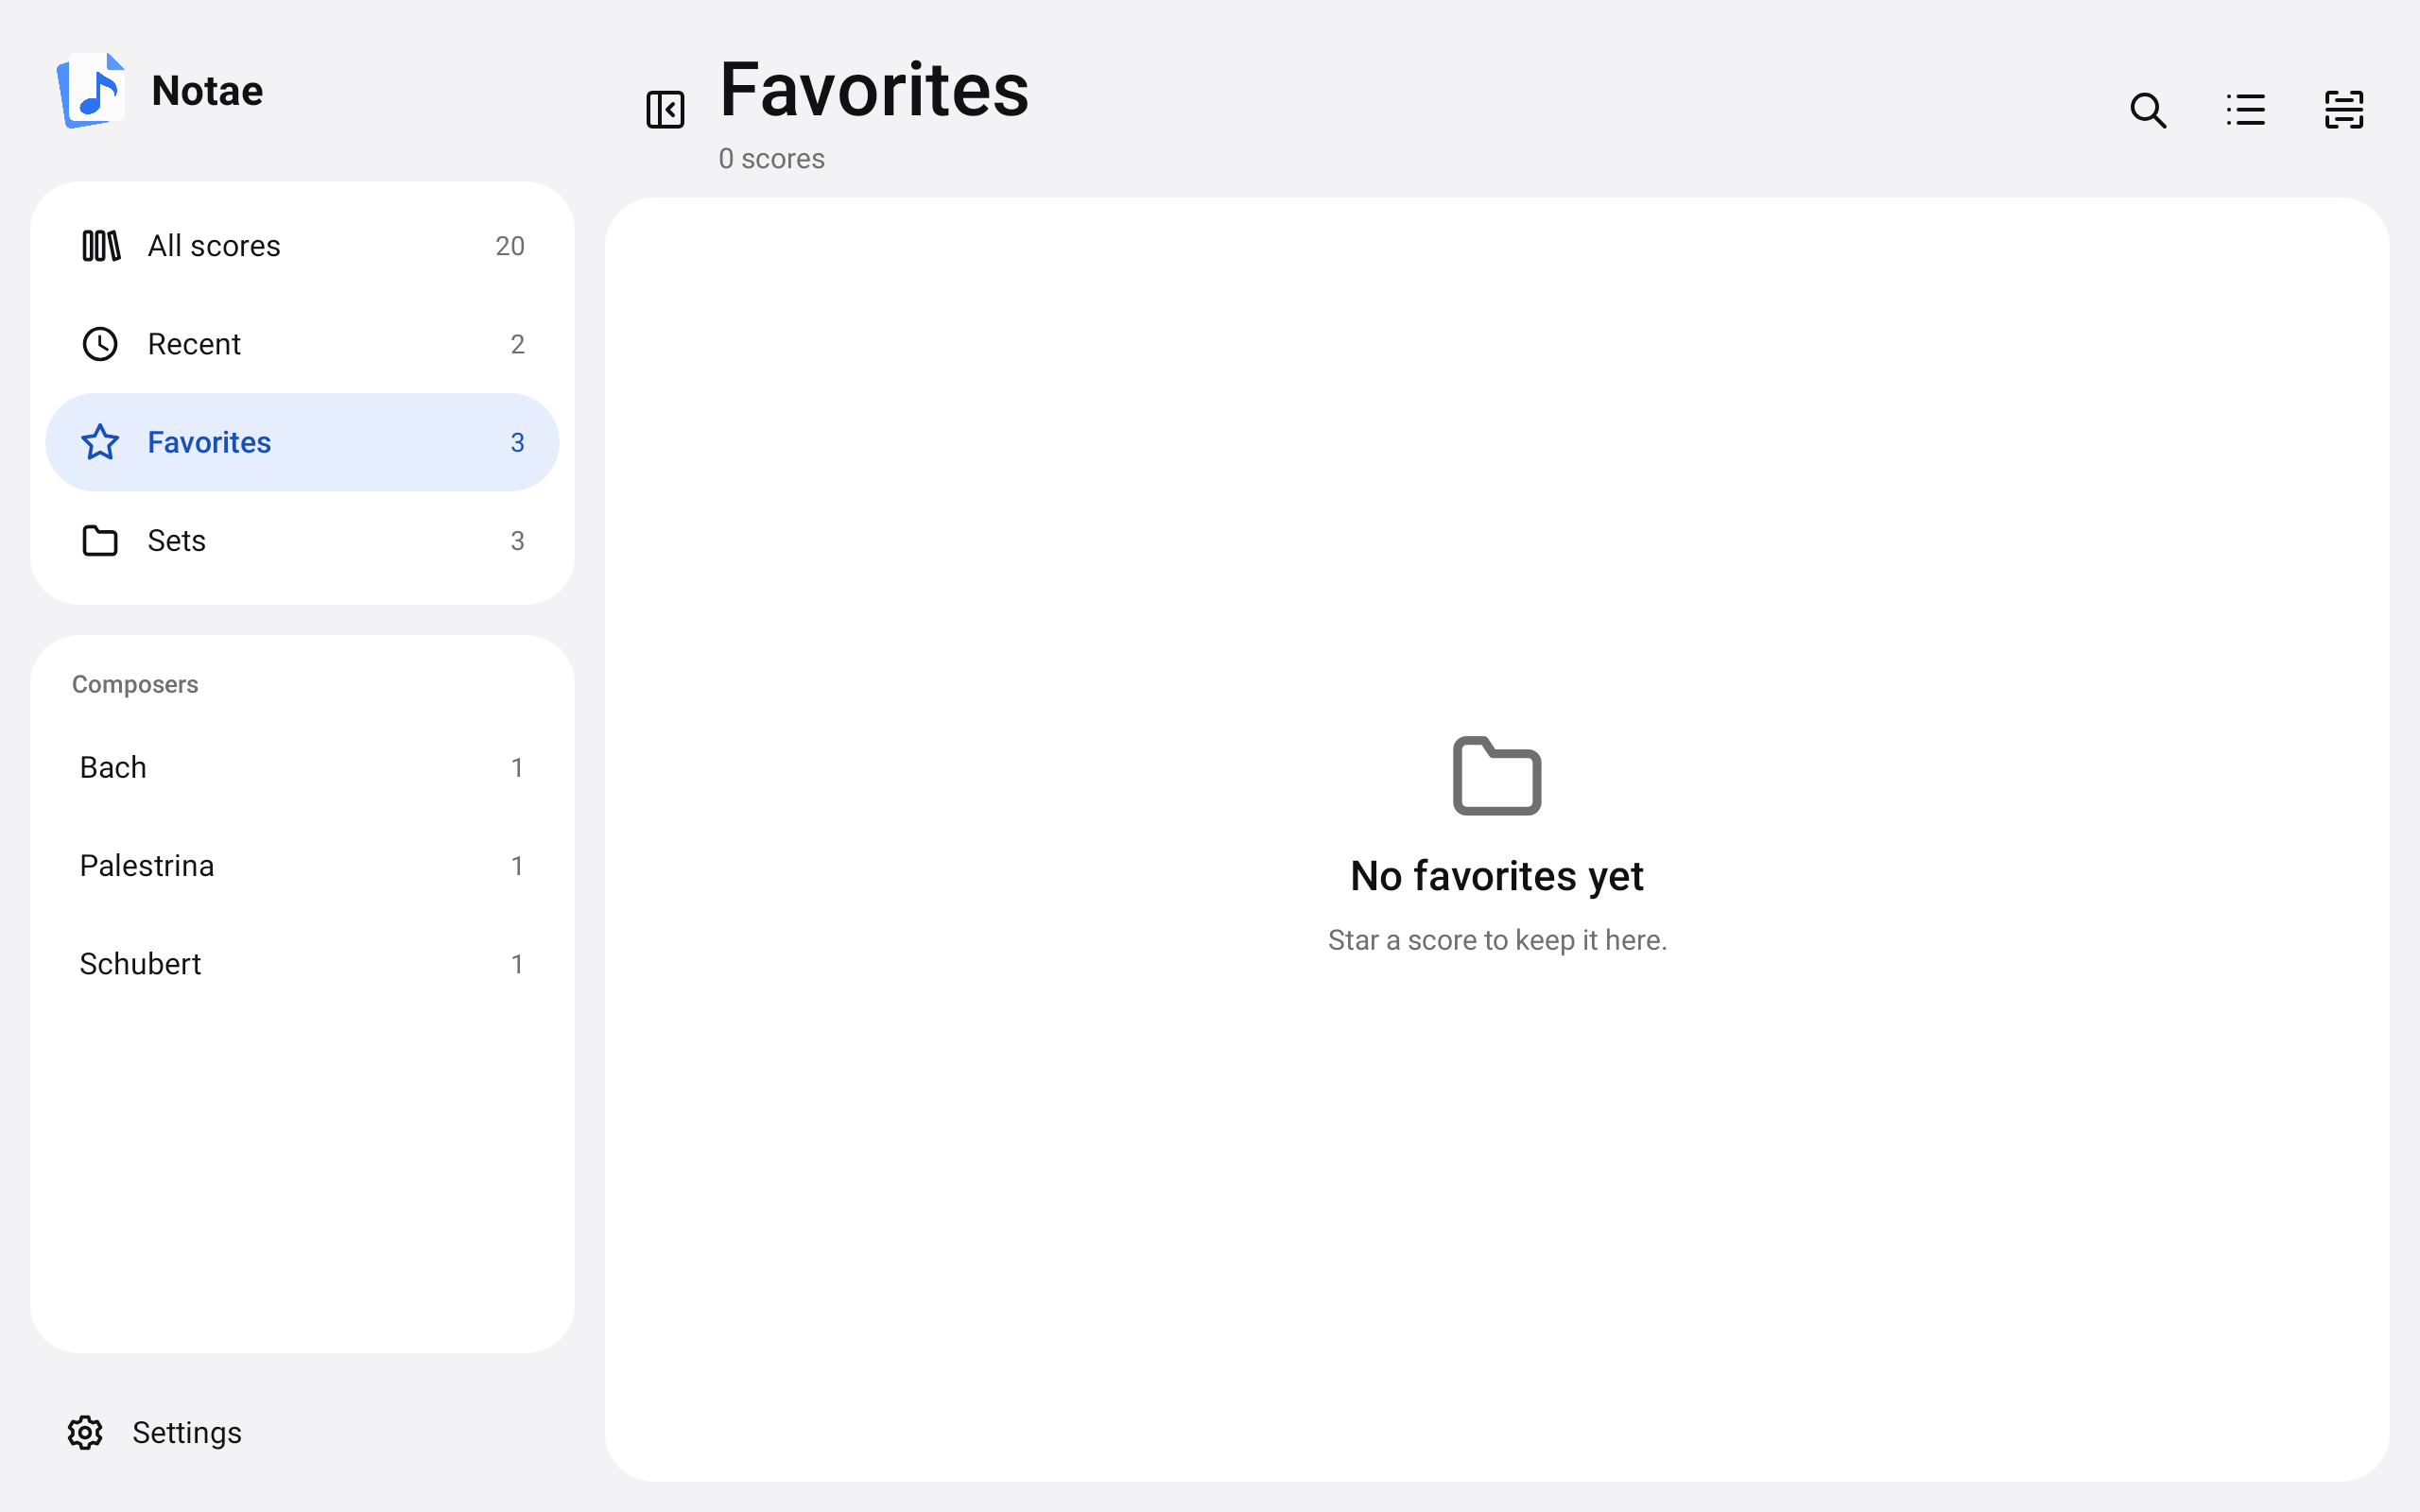 Notae
All scores 20
Recent 2
Favorites 3
Sets 3
Composers
Bach 1
Palestrina 1
Schubert 1
Settings
Favorites
0 scores
No favorites yet
Star a score to keep it here.